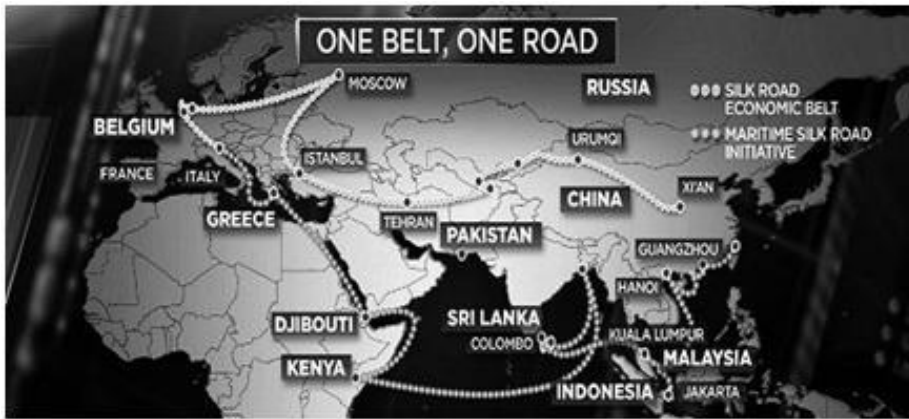 ONE BELT, ONE ROAD
MOSCOW
RUSSIA
SILK ROAD
ECONOMIC BELT
MARITIME SILK ROAD
INITIATIVE
BELGIUM
URUMQI
FRANCE
ITALY
ISTANBUL
XI'AN
GREECE
TEHRAN
CHINA
PAKISTAN
GUANGZHOU
HANOI
DJIBOUTI
SRI LANKA
COLOMBO
KUALA LUMPUR
MALAYSIA
KENYA
INDONESIA
JAKARTA